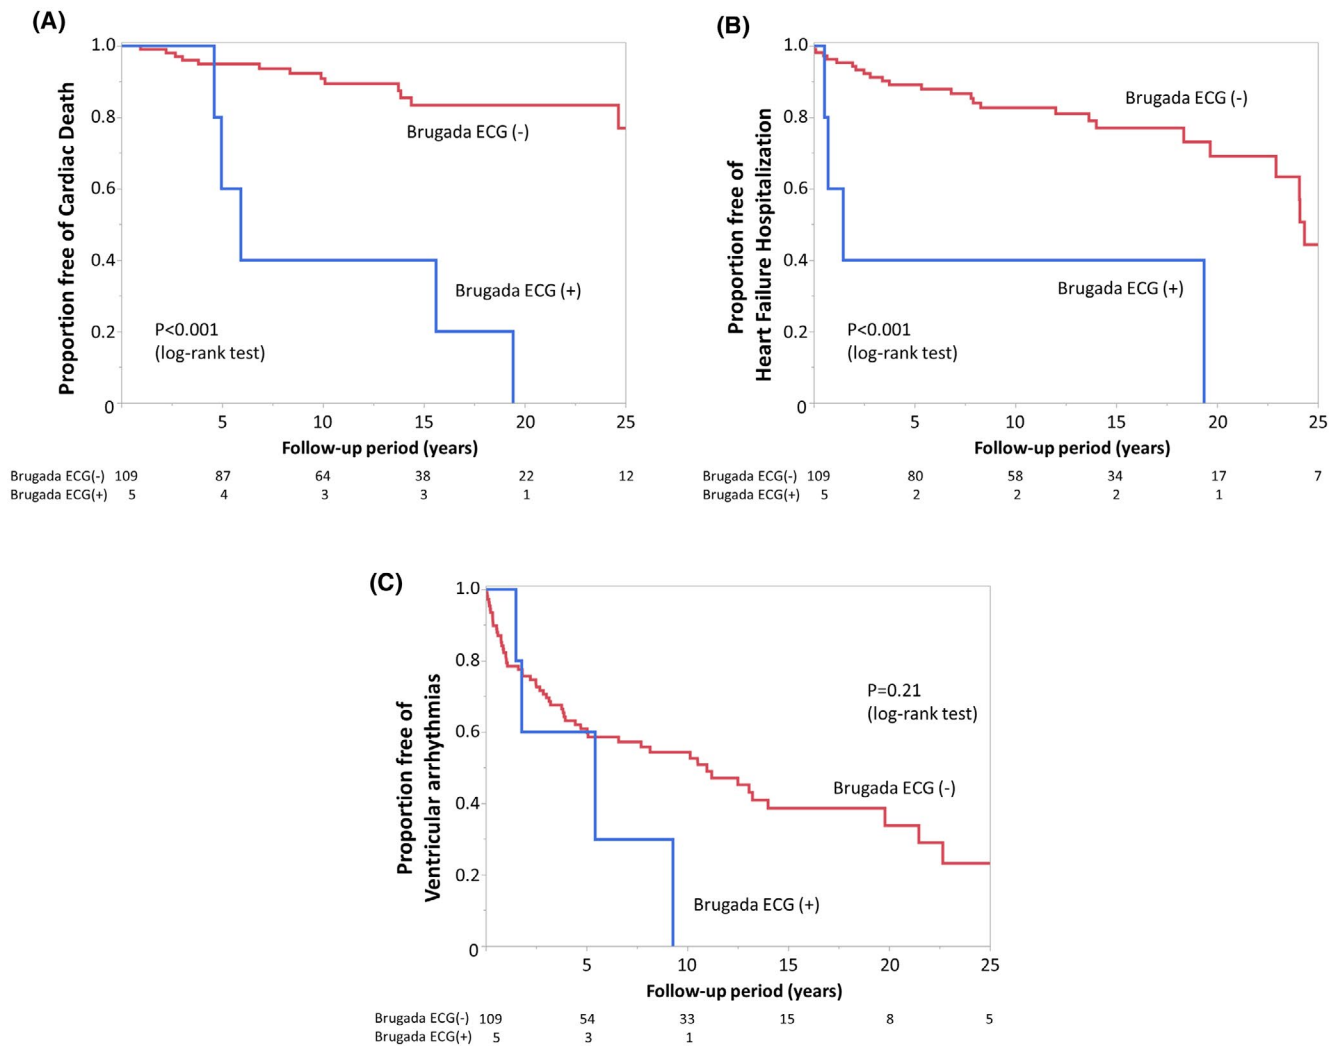 (A)
Proportion free of Cardiac Death
1.0
0.8
0.6
0.4
0.2
0
Brugada ECG (-)
Brugada ECG (+)
P<0.001
(log-rank test)
5 10 15 20 25
Follow-up period (years)
Brugada ECG(-) 109 87 64 38 22 12
Brugada ECG(+) 5 4 3 3 1
(B)
Proportion free of
Heart Failure Hospitalization
1.0
0.8
0.6
0.4
0.2
0
Brugada ECG (-)
Brugada ECG (+)
P<0.001
(log-rank test)
5 10 15 20 25
Follow-up period (years)
Brugada ECG(-) 109 80 58 34 17 7
Brugada ECG(+) 5 2 2 2 1
(C)
Proportion free of
Ventricular arrhythmias
1.0
0.8
0.6
0.4
0.2
0
P=0.21
(log-rank test)
Brugada ECG (-)
Brugada ECG (+)
5 10 15 20 25
Follow-up period (years)
Brugada ECG(-) 109 54 33 15 8 5
Brugada ECG(+) 5 3 1